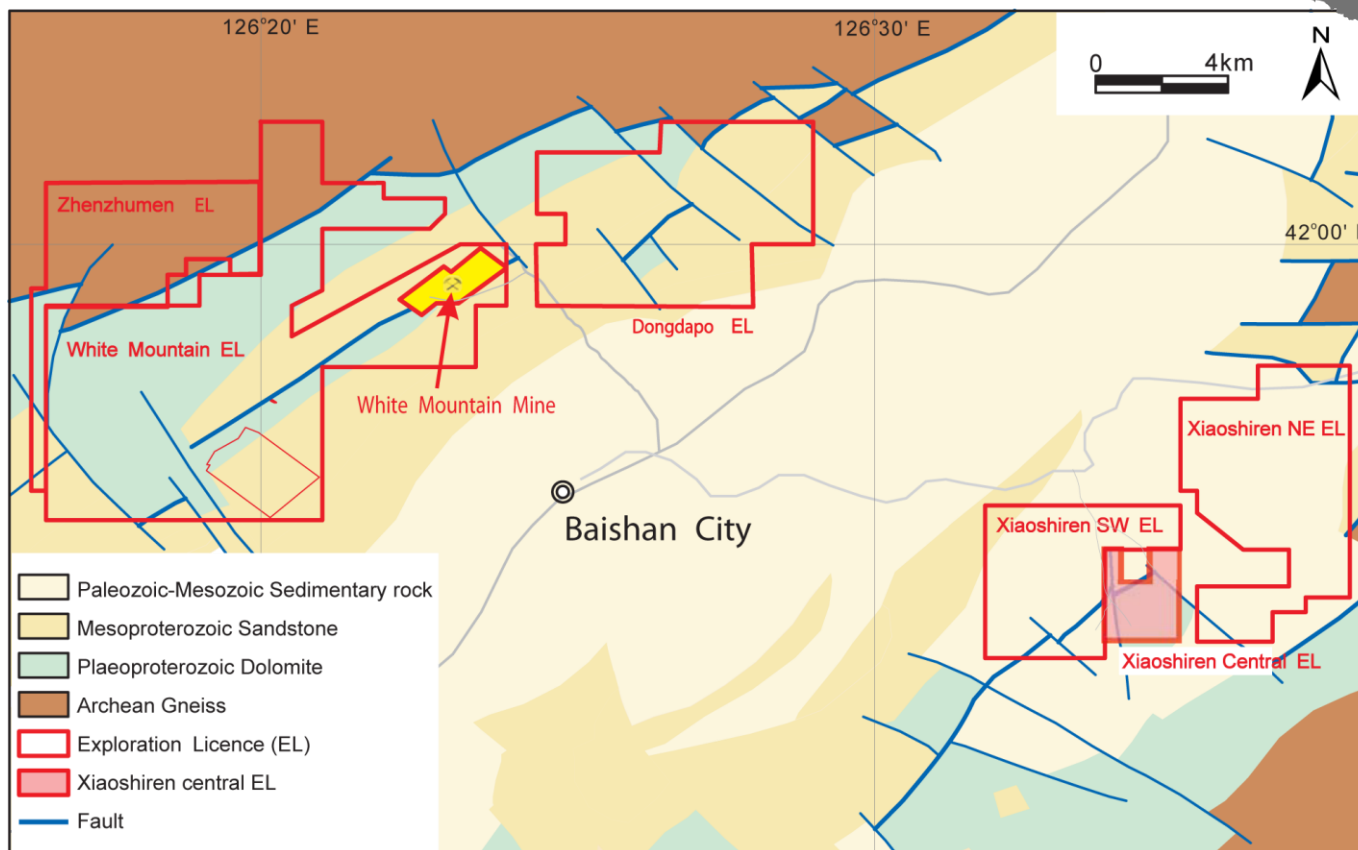 126°20' E
126°30' E
N
0 4km
Zhenzhumen EL
42°00'
White Mountain EL
Dongdapo EL
White Mountain Mine
Xiaoshiren NE EL
Baishan City
Xiaoshiren SW EL
Xiaoshiren Central EL
Paleozoic-Mesozoic Sedimentary rock
Mesoproterozoic Sandstone
Plaeoproterozoic Dolomite
Archean Gneiss
Exploration Licence (EL)
Xiaoshiren central EL
Fault